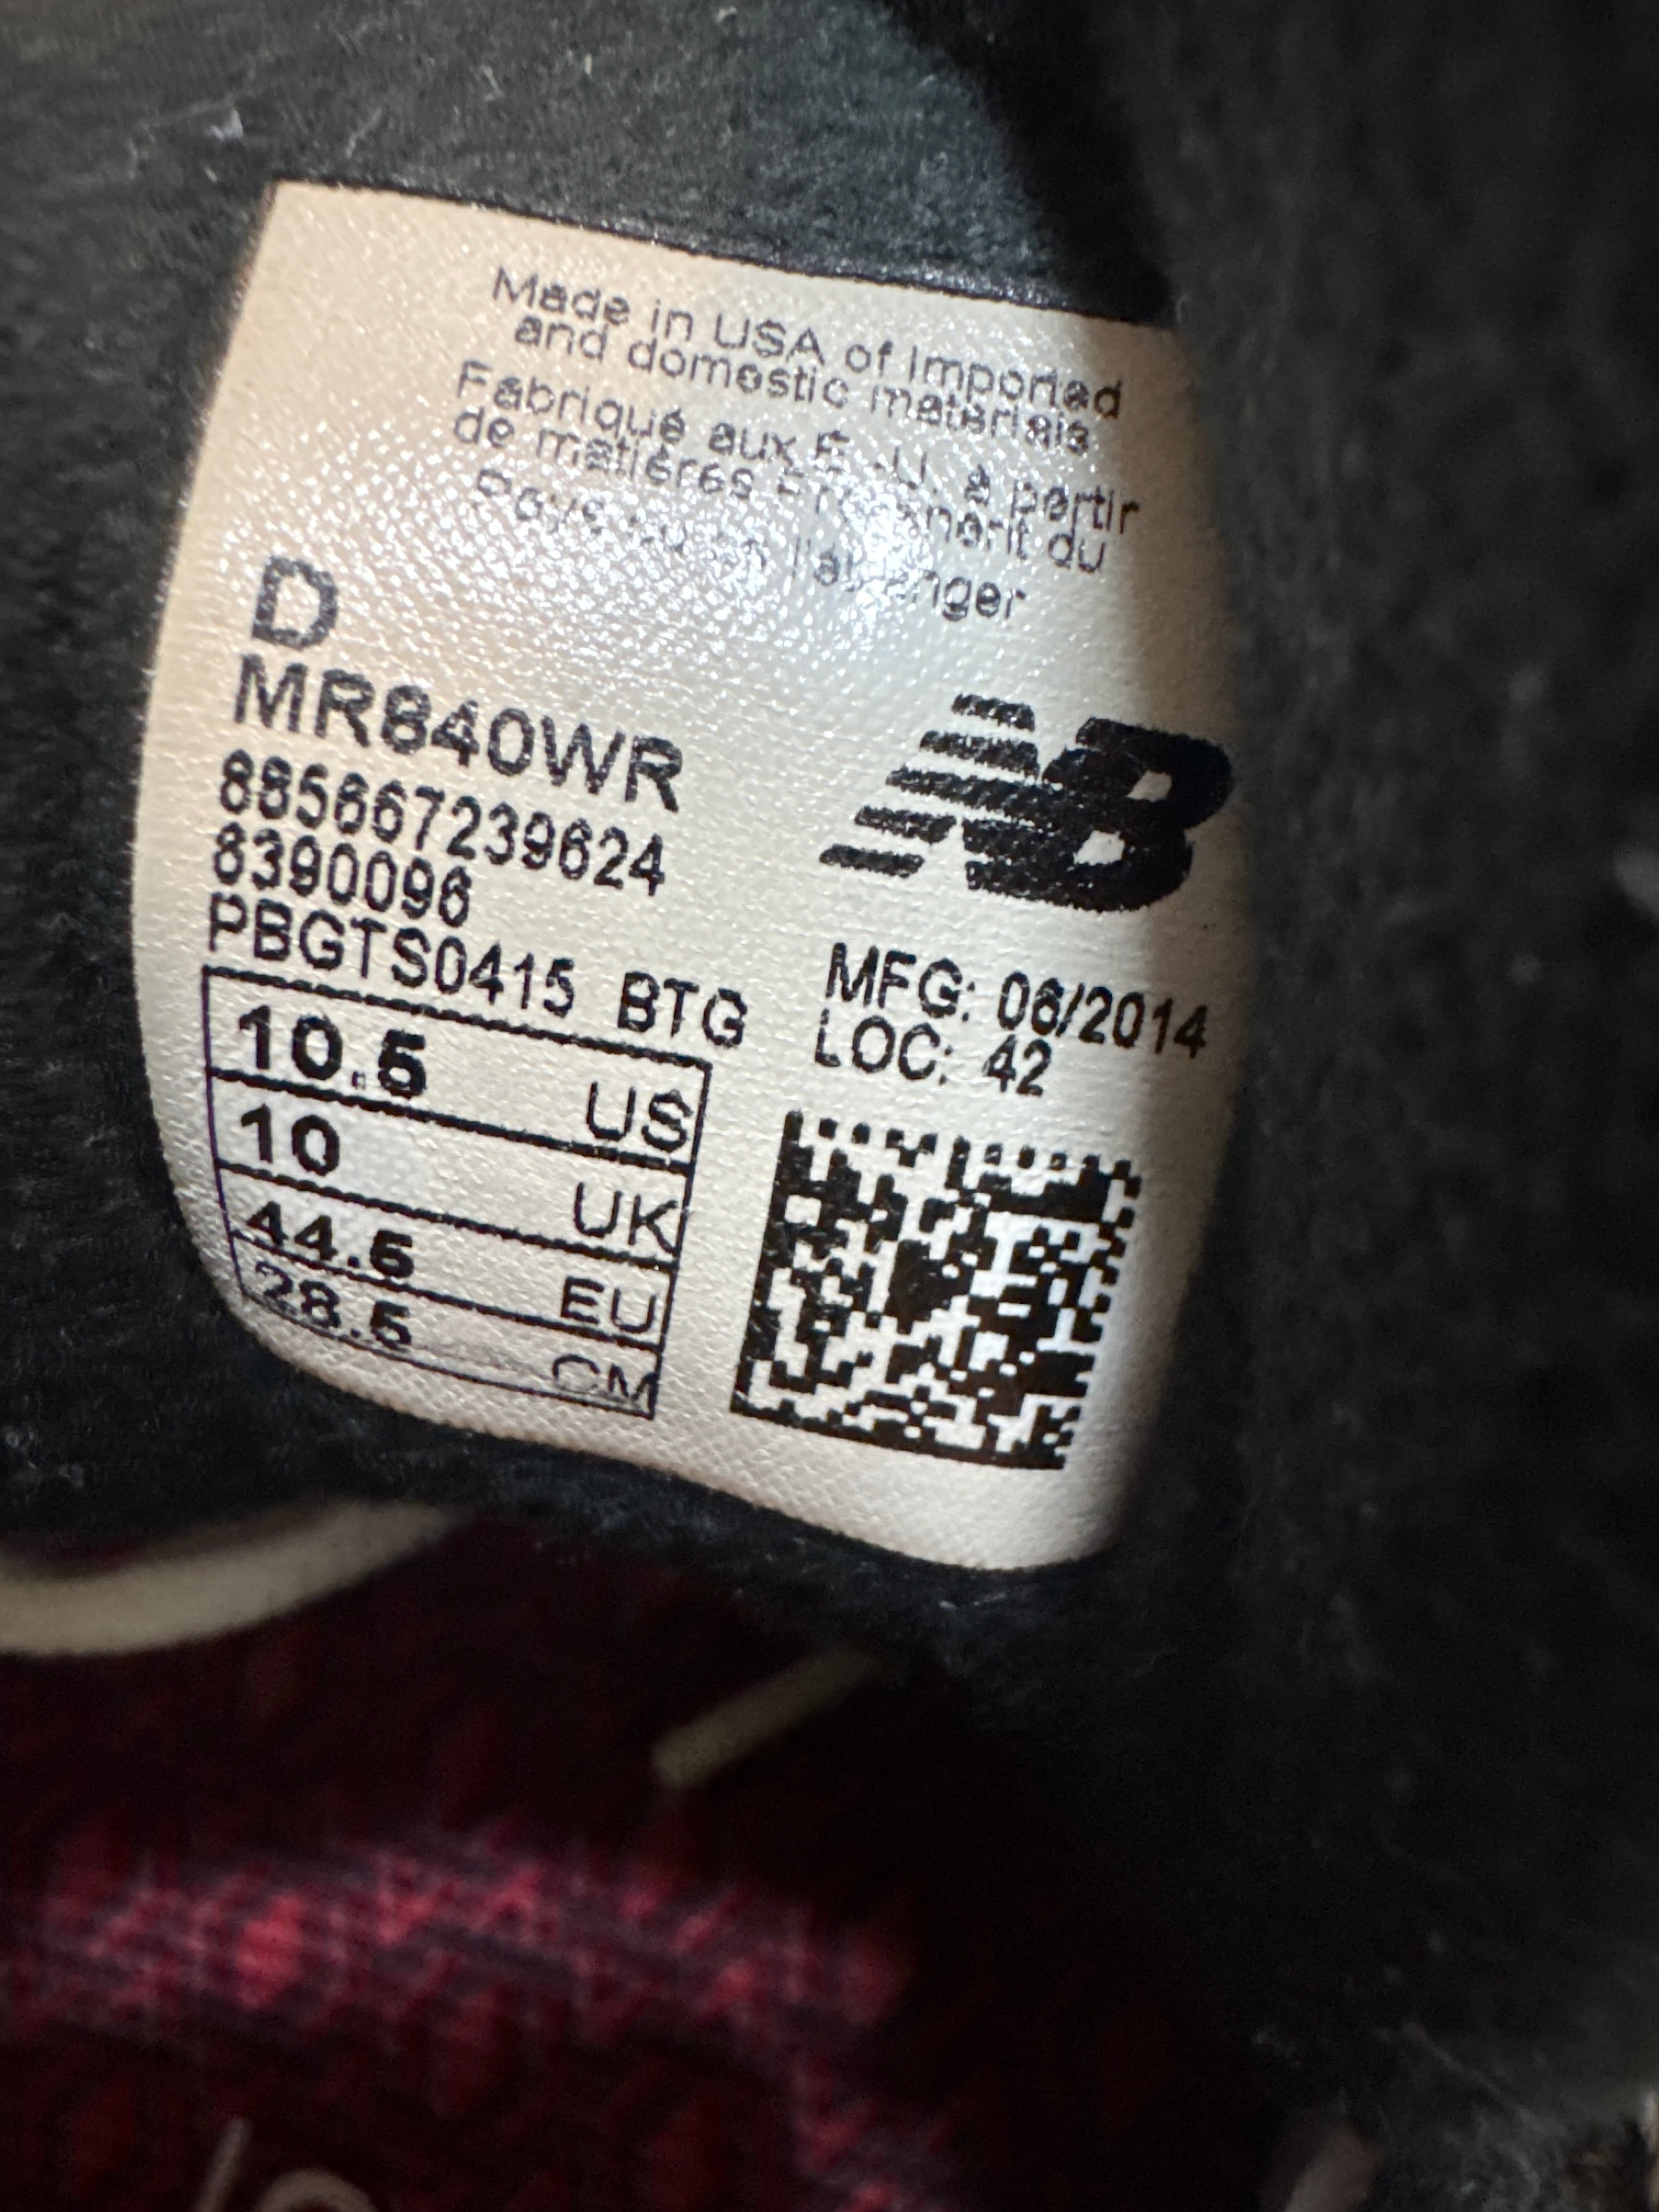 Made in USA of Imported
and domestic materials
Fabriqué aux É.-U. à partir
de matières du
l'étranger
D
MR840WR
885667239624
8390096
PBGTS0415 BTG
10.5 US
10 UK
44.5 EU
28.5 CM
NB
MFG: 06/2014
LOC: 42